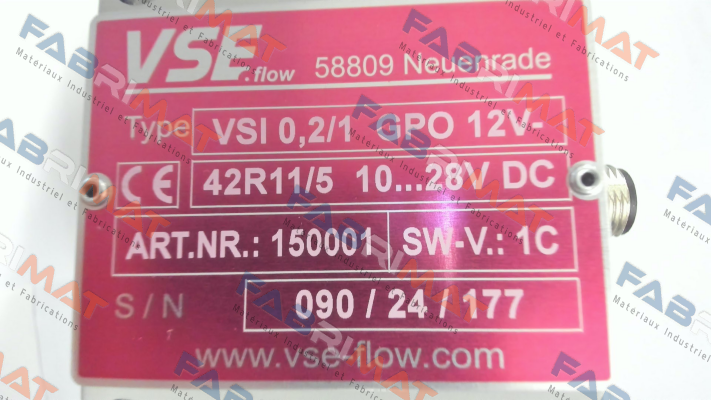 VSE.flow 58809 Neuenrade
Type VSI 0,2/1 GPO 12V-
CE 42R11/5 10...28V DC
ART.NR.: 150001 SW-V.: 1C
S / N 090 / 24 / 177
www.vse-flow.com
FABRIMAT
Matériaux Industriel et Fabrications